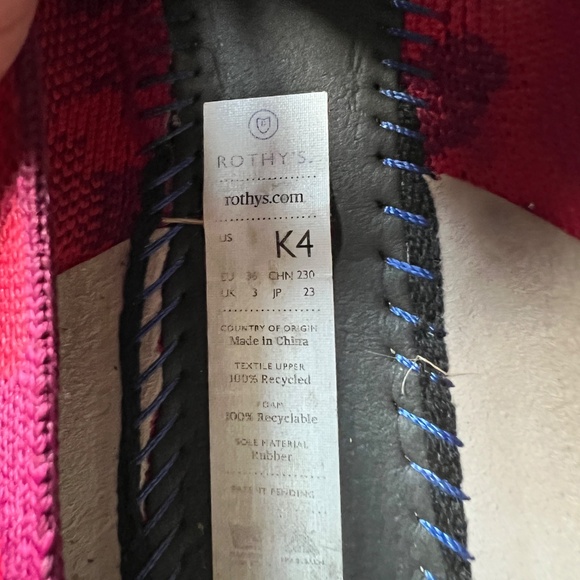 ROTHY'S.
rothys.com
US K4
EU 36 CHN 230
UK 3 JP 23
COUNTRY OF ORIGIN
Made in China
TEXTILE UPPER
100% Recycled
FOAM
100% Recyclable
SOLE MATERIAL
Rubber
PATENT PENDING